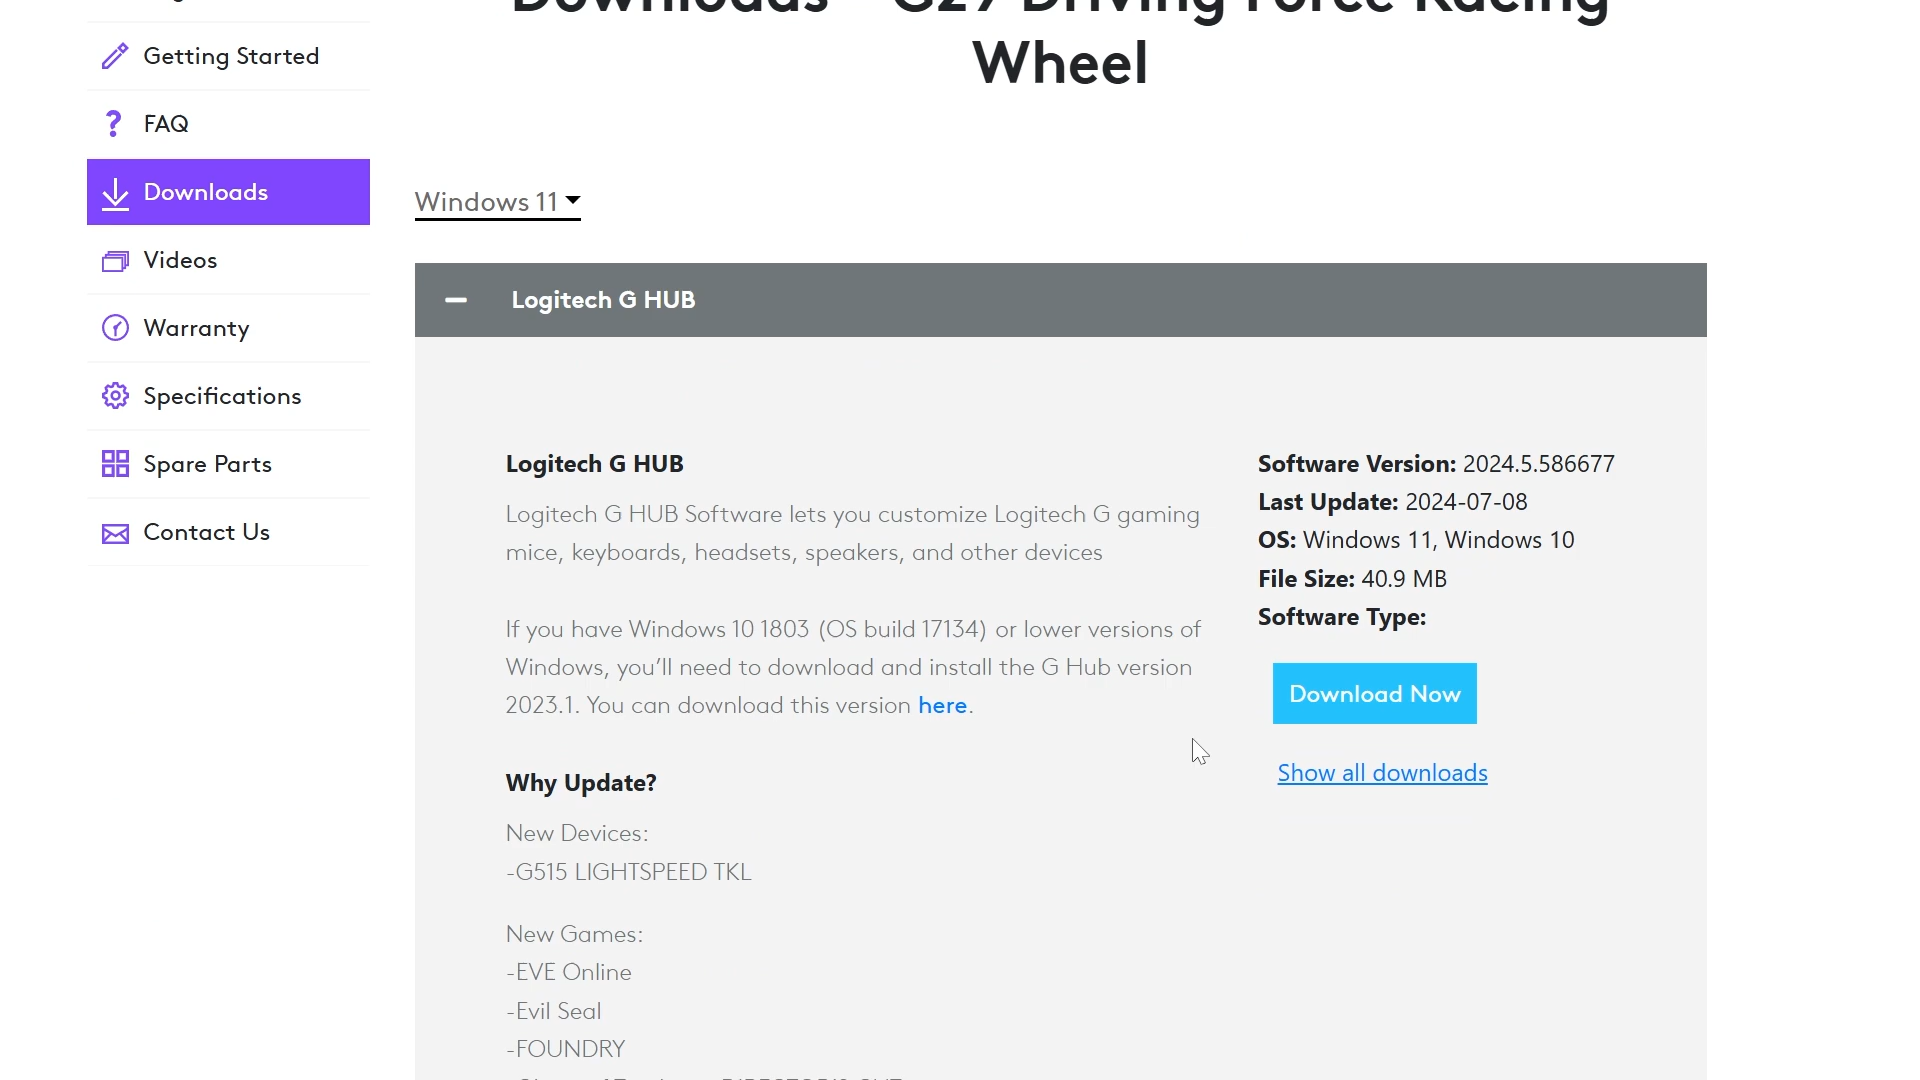 Downloads - G29 Driving Force Racing
Wheel
Getting Started
FAQ
Downloads
Videos
Warranty
Specifications
Spare Parts
Contact Us
Windows 11
Logitech G HUB
Logitech G HUB
Logitech G HUB Software lets you customize Logitech G gaming
mice, keyboards, headsets, speakers, and other devices
If you have Windows 10 1803 (OS build 17134) or lower versions of
Windows, you’ll need to download and install the G Hub version
2023.1. You can download this version here.
Why Update?
New Devices:
-G515 LIGHTSPEED TKL
New Games:
-EVE Online
-Evil Seal
-FOUNDRY
Software Version: 2024.5.586677
Last Update: 2024-07-08
OS: Windows 11, Windows 10
File Size: 40.9 MB
Software Type:
Download Now
Show all downloads